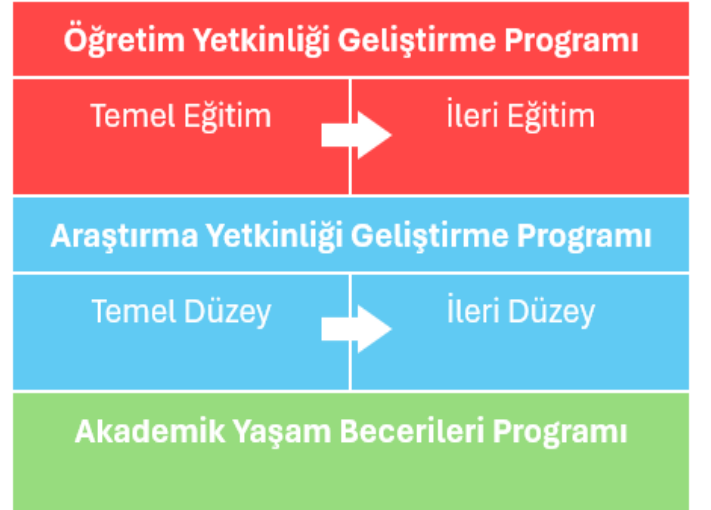 Öğretim Yetkinliği Geliştirme Programı
Temel Eğitim
İleri Eğitim
Araştırma Yetkinliği Geliştirme Programı
Temel Düzey
İleri Düzey
Akademik Yaşam Becerileri Programı